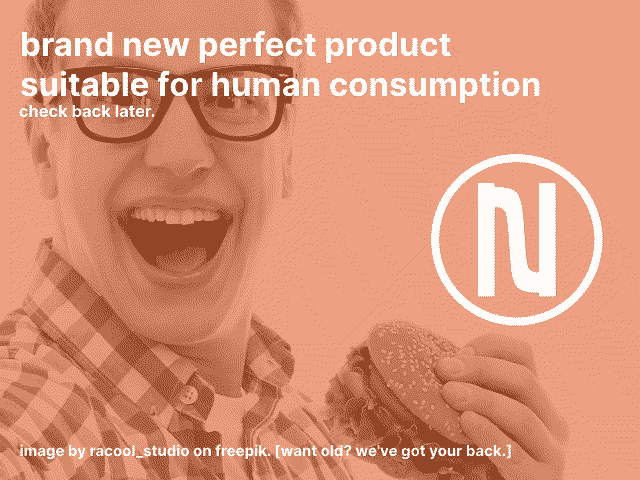 brand new perfect product
suitable for human consumption
check back later.
N
image by racool_studio on freepik. [want old? we've got your back.]